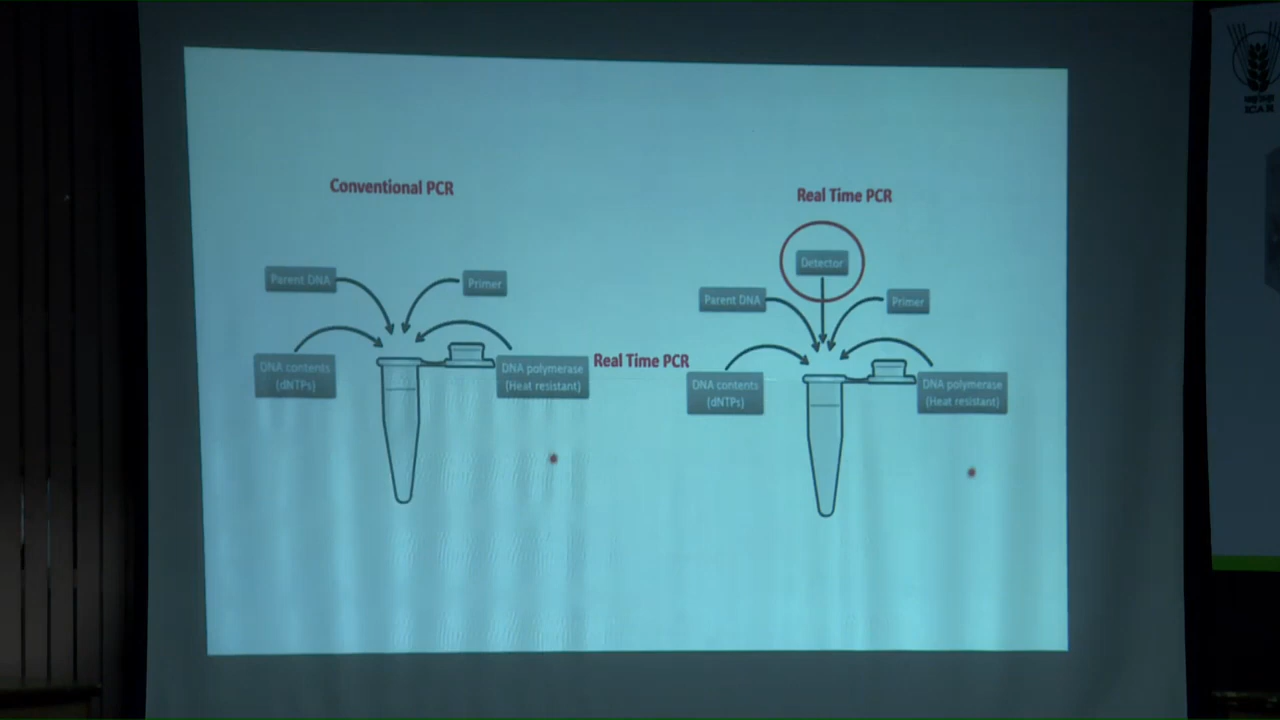 Conventional PCR
Parent DNA
Primer
DNA contents
(dNTPs)
DNA polymerase
(Heat resistant)
Real Time PCR
Real Time PCR
Detector
Parent DNA
Primer
DNA contents
(dNTPs)
DNA polymerase
(Heat resistant)
ICAR